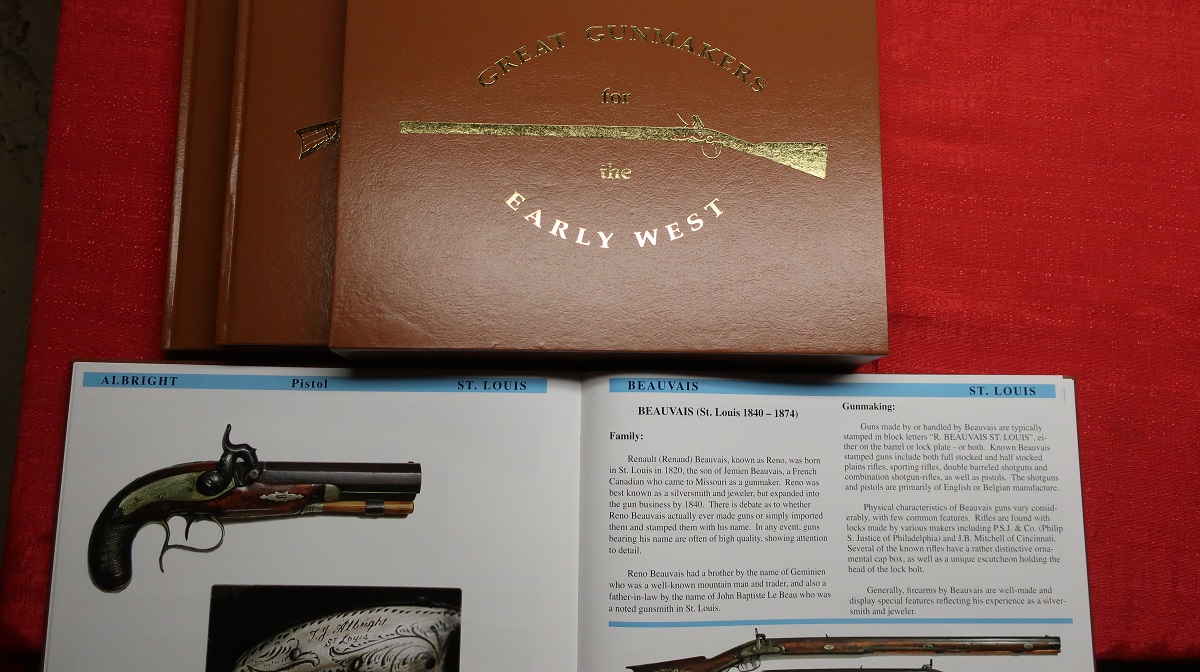 GREAT GUNMAKERS
for
the
EARLY WEST
ALBRIGHT Pistol ST. LOUIS
T.J. Albright
ST Louis
BEAUVAIS ST. LOUIS
BEAUVAIS (St. Louis 1840 – 1874)
Family:
Renault (Renaud) Beauvais, known as Reno, was born
in St. Louis in 1820, the son of Jemien Beauvais, a French
Canadian who came to Missouri as a gunmaker. Reno was
best known as a silversmith and jeweler, but expanded into
the gun business by 1840. There is debate as to whether
Reno Beauvais actually ever made guns or simply imported
them and stamped them with his name. In any event, guns
bearing his name are often of high quality, showing attention
to detail.
Reno Beauvais had a brother by the name of Geminien
who was a well-known mountain man and trader, and also a
father-in-law by the name of John Baptiste Le Beau who was
a noted gunsmith in St. Louis.
Gunmaking:
Guns made by or handled by Beauvais are typically
stamped in block letters “R. BEAUVAIS ST. LOUIS”, ei-
ther on the barrel or lock plate - or both. Known Beauvais
stamped guns include both full stocked and half stocked
plains rifles, sporting rifles, double barreled shotguns and
combination shotgun-rifles, as well as pistols. The shotguns
and pistols are primarily of English or Belgian manufacture.
Physical characteristics of Beauvais guns vary consid-
erably, with few common features. Rifles are found with
locks made by various makers including P.S.J. & Co. (Philip
S. Justice of Philadelphia) and J.B. Mitchell of Cincinnati.
Several of the known rifles have a rather distinctive orna-
mental cap box, as well as a unique escutcheon holding the
head of the lock bolt.
Generally, firearms by Beauvais are well-made and
display special features reflecting his experience as a silver-
smith and jeweler.